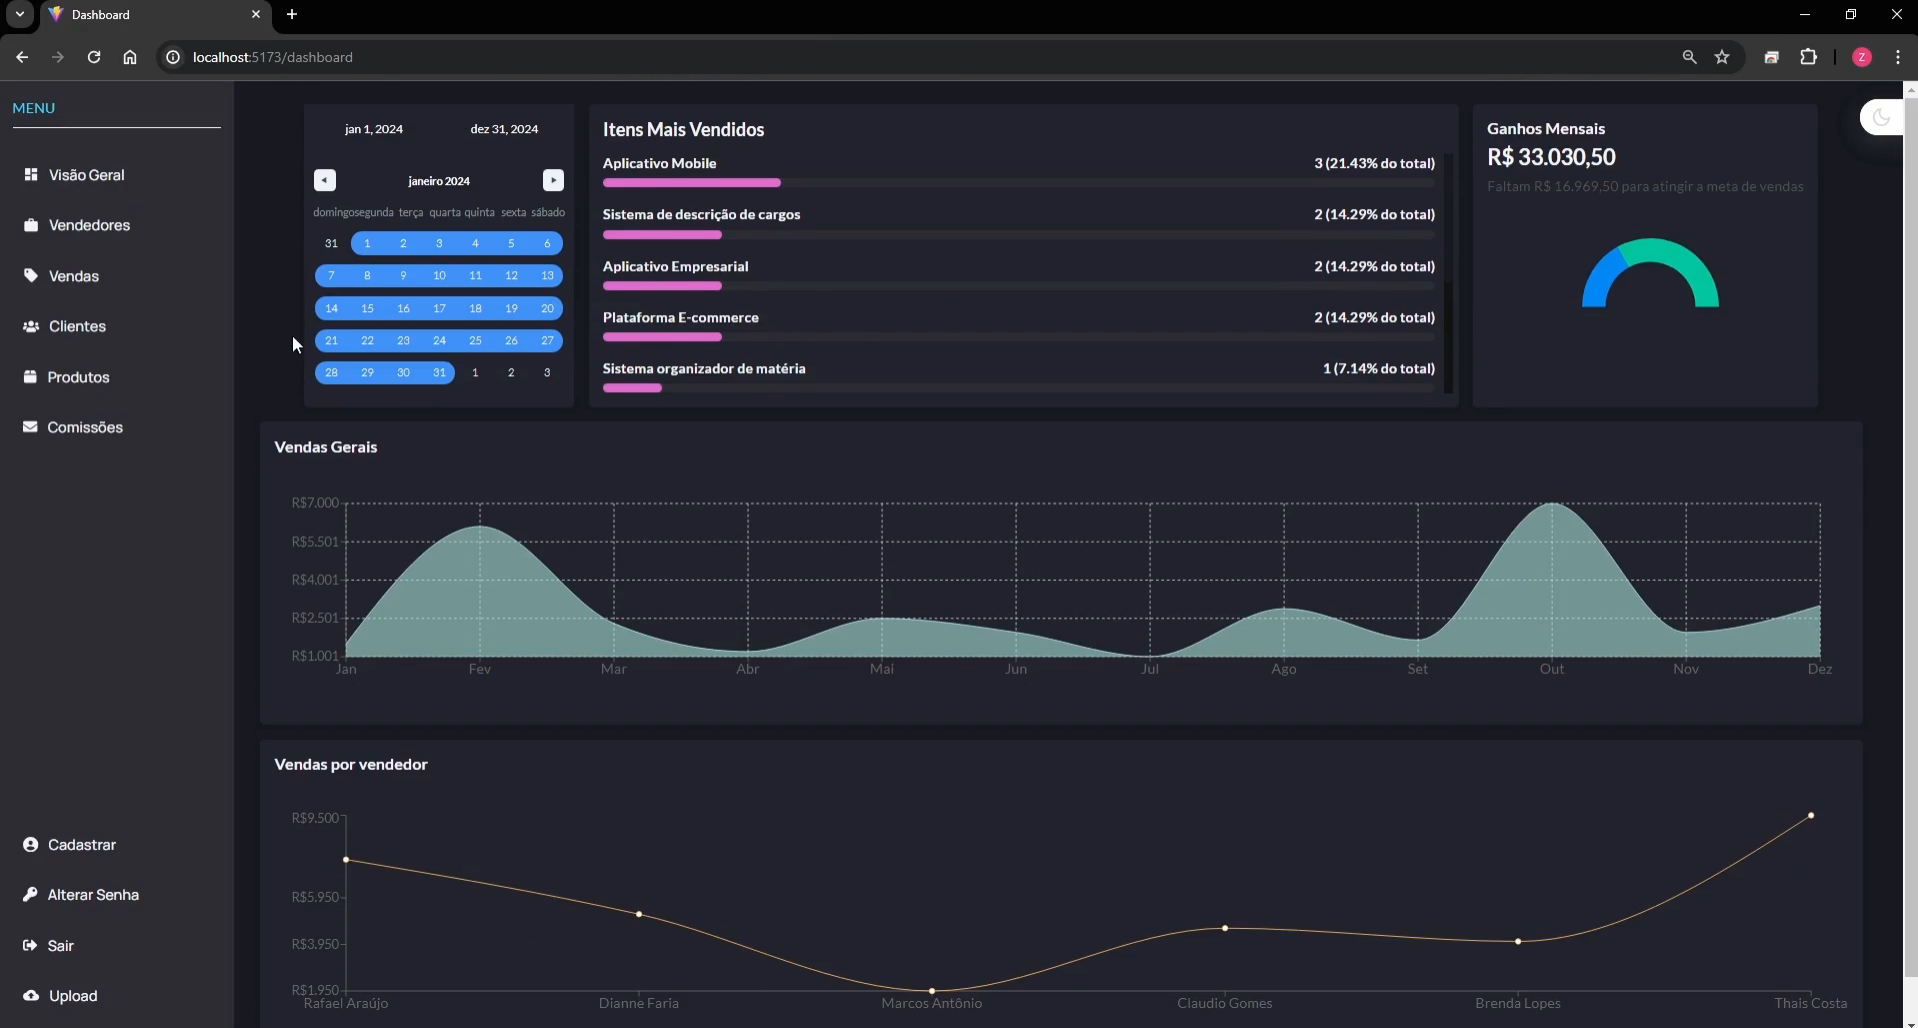 Dashboard
localhost:5173/dashboard
Z
MENU
Visão Geral
Vendedores
Vendas
Clientes
Produtos
Comissões
Cadastrar
Alterar Senha
Sair
Upload
jan 1, 2024 dez 31, 2024
janeiro 2024
domingo segunda terça quarta quinta sexta sábado
31 1 2 3 4 5 6
7 8 9 10 11 12 13
14 15 16 17 18 19 20
21 22 23 24 25 26 27
28 29 30 31 1 2 3
Itens Mais Vendidos
Aplicativo Mobile 3 (21.43% do total)
Sistema de descrição de cargos 2 (14.29% do total)
Aplicativo Empresarial 2 (14.29% do total)
Plataforma E-commerce 2 (14.29% do total)
Sistema organizador de matéria 1 (7.14% do total)
Ganhos Mensais
R$ 33.030,50
Faltam R$ 16.969,50 para atingir a meta de vendas
Vendas Gerais
R$7.000
R$5.501
R$4.001
R$2.501
R$1.001
Jan Fev Mar Abr Mai Jun Jul Ago Set Out Nov Dez
Vendas por vendedor
R$9.500
R$5.950
R$3.950
R$1.950
Rafael Araújo Dianne Faria Marcos Antônio Claudio Gomes Brenda Lopes Thais Costa